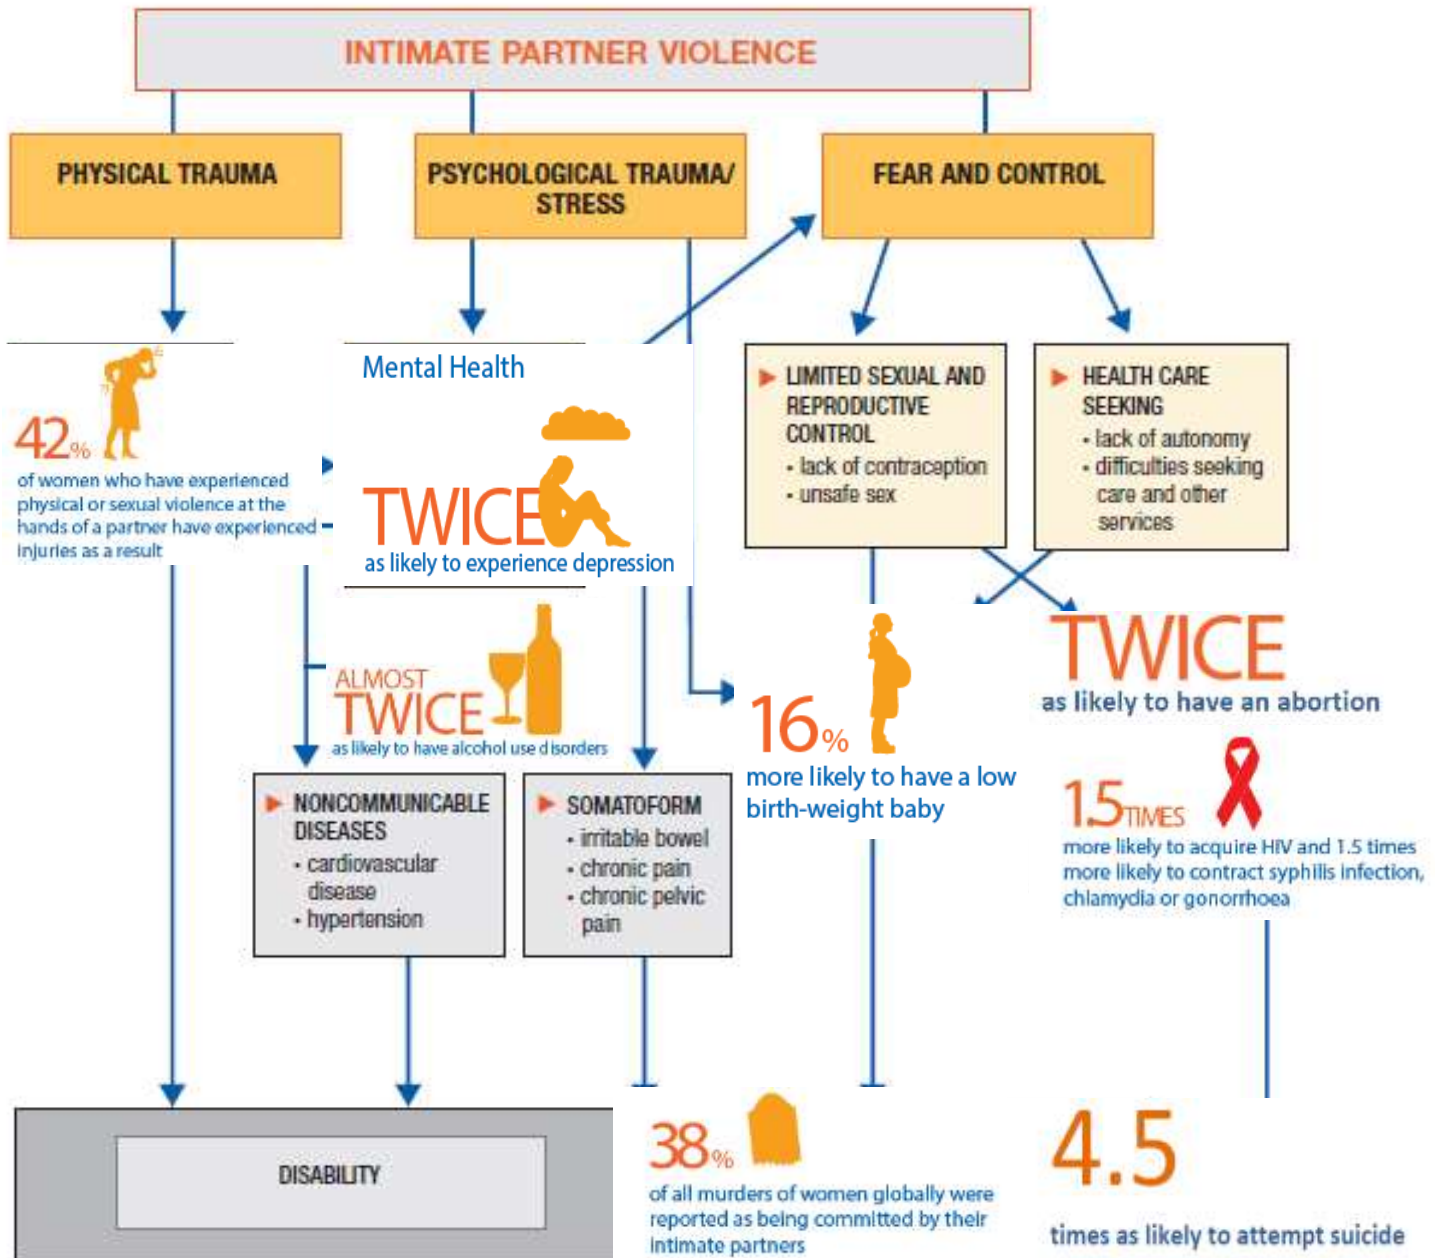 INTIMATE PARTNER VIOLENCE
PHYSICAL TRAUMA
PSYCHOLOGICAL TRAUMA/
STRESS
FEAR AND CONTROL
42%
of women who have experienced
physical or sexual violence at the
hands of a partner have experienced
injuries as a result
Mental Health
TWICE
as likely to experience depression
► LIMITED SEXUAL AND
REPRODUCTIVE
CONTROL
• lack of contraception
• unsafe sex
► HEALTH CARE
SEEKING
• lack of autonomy
• difficulties seeking
care and other
services
ALMOST
TWICE
as likely to have alcohol use disorders
16%
more likely to have a low
birth-weight baby
TWICE
as likely to have an abortion
1.5 TIMES
more likely to acquire HIV and 1.5 times
more likely to contract syphilis infection,
chlamydia or gonorrhoea
► NONCOMMUNICABLE
DISEASES
• cardiovascular
disease
• hypertension
► SOMATOFORM
• irritable bowel
• chronic pain
• chronic pelvic
pain
DISABILITY
38%
of all murders of women globally were
reported as being committed by their
intimate partners
4.5
times as likely to attempt suicide